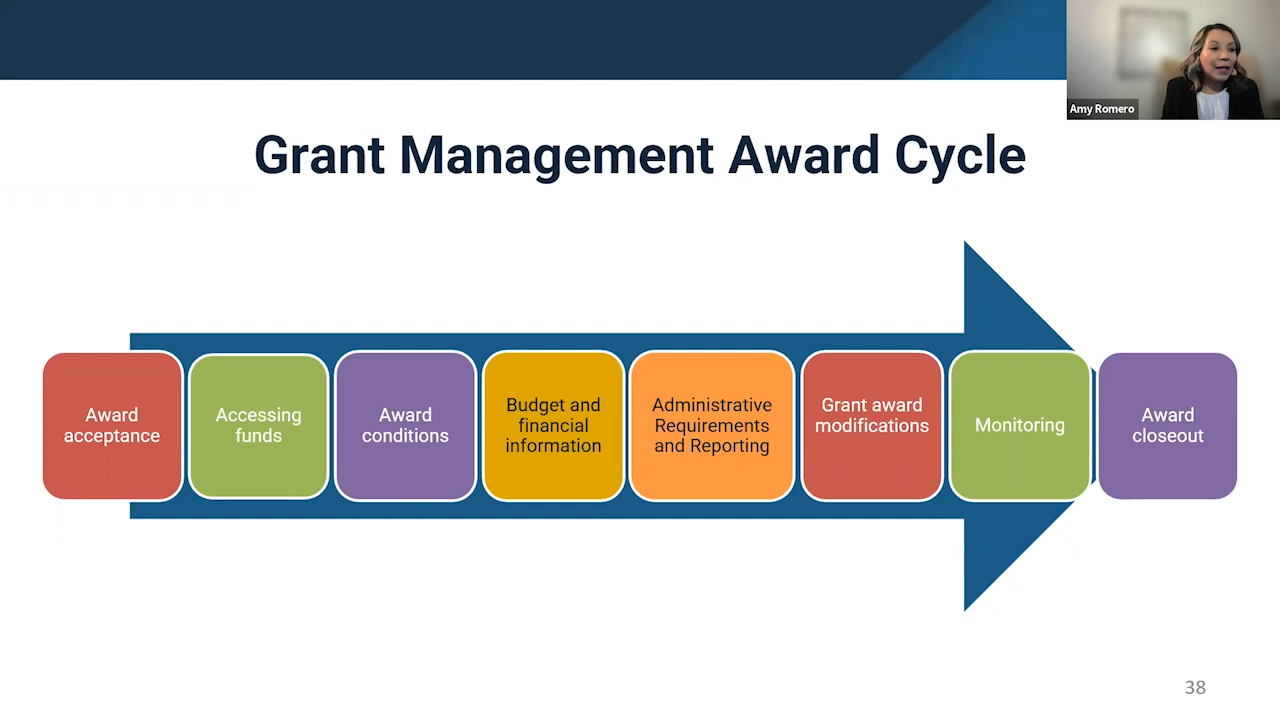 Amy Romero
Grant Management Award Cycle
Award
acceptance
Accessing
funds
Award
conditions
Budget and
financial
information
Administrative
Requirements
and Reporting
Grant award
modifications
Monitoring
Award
closeout
38